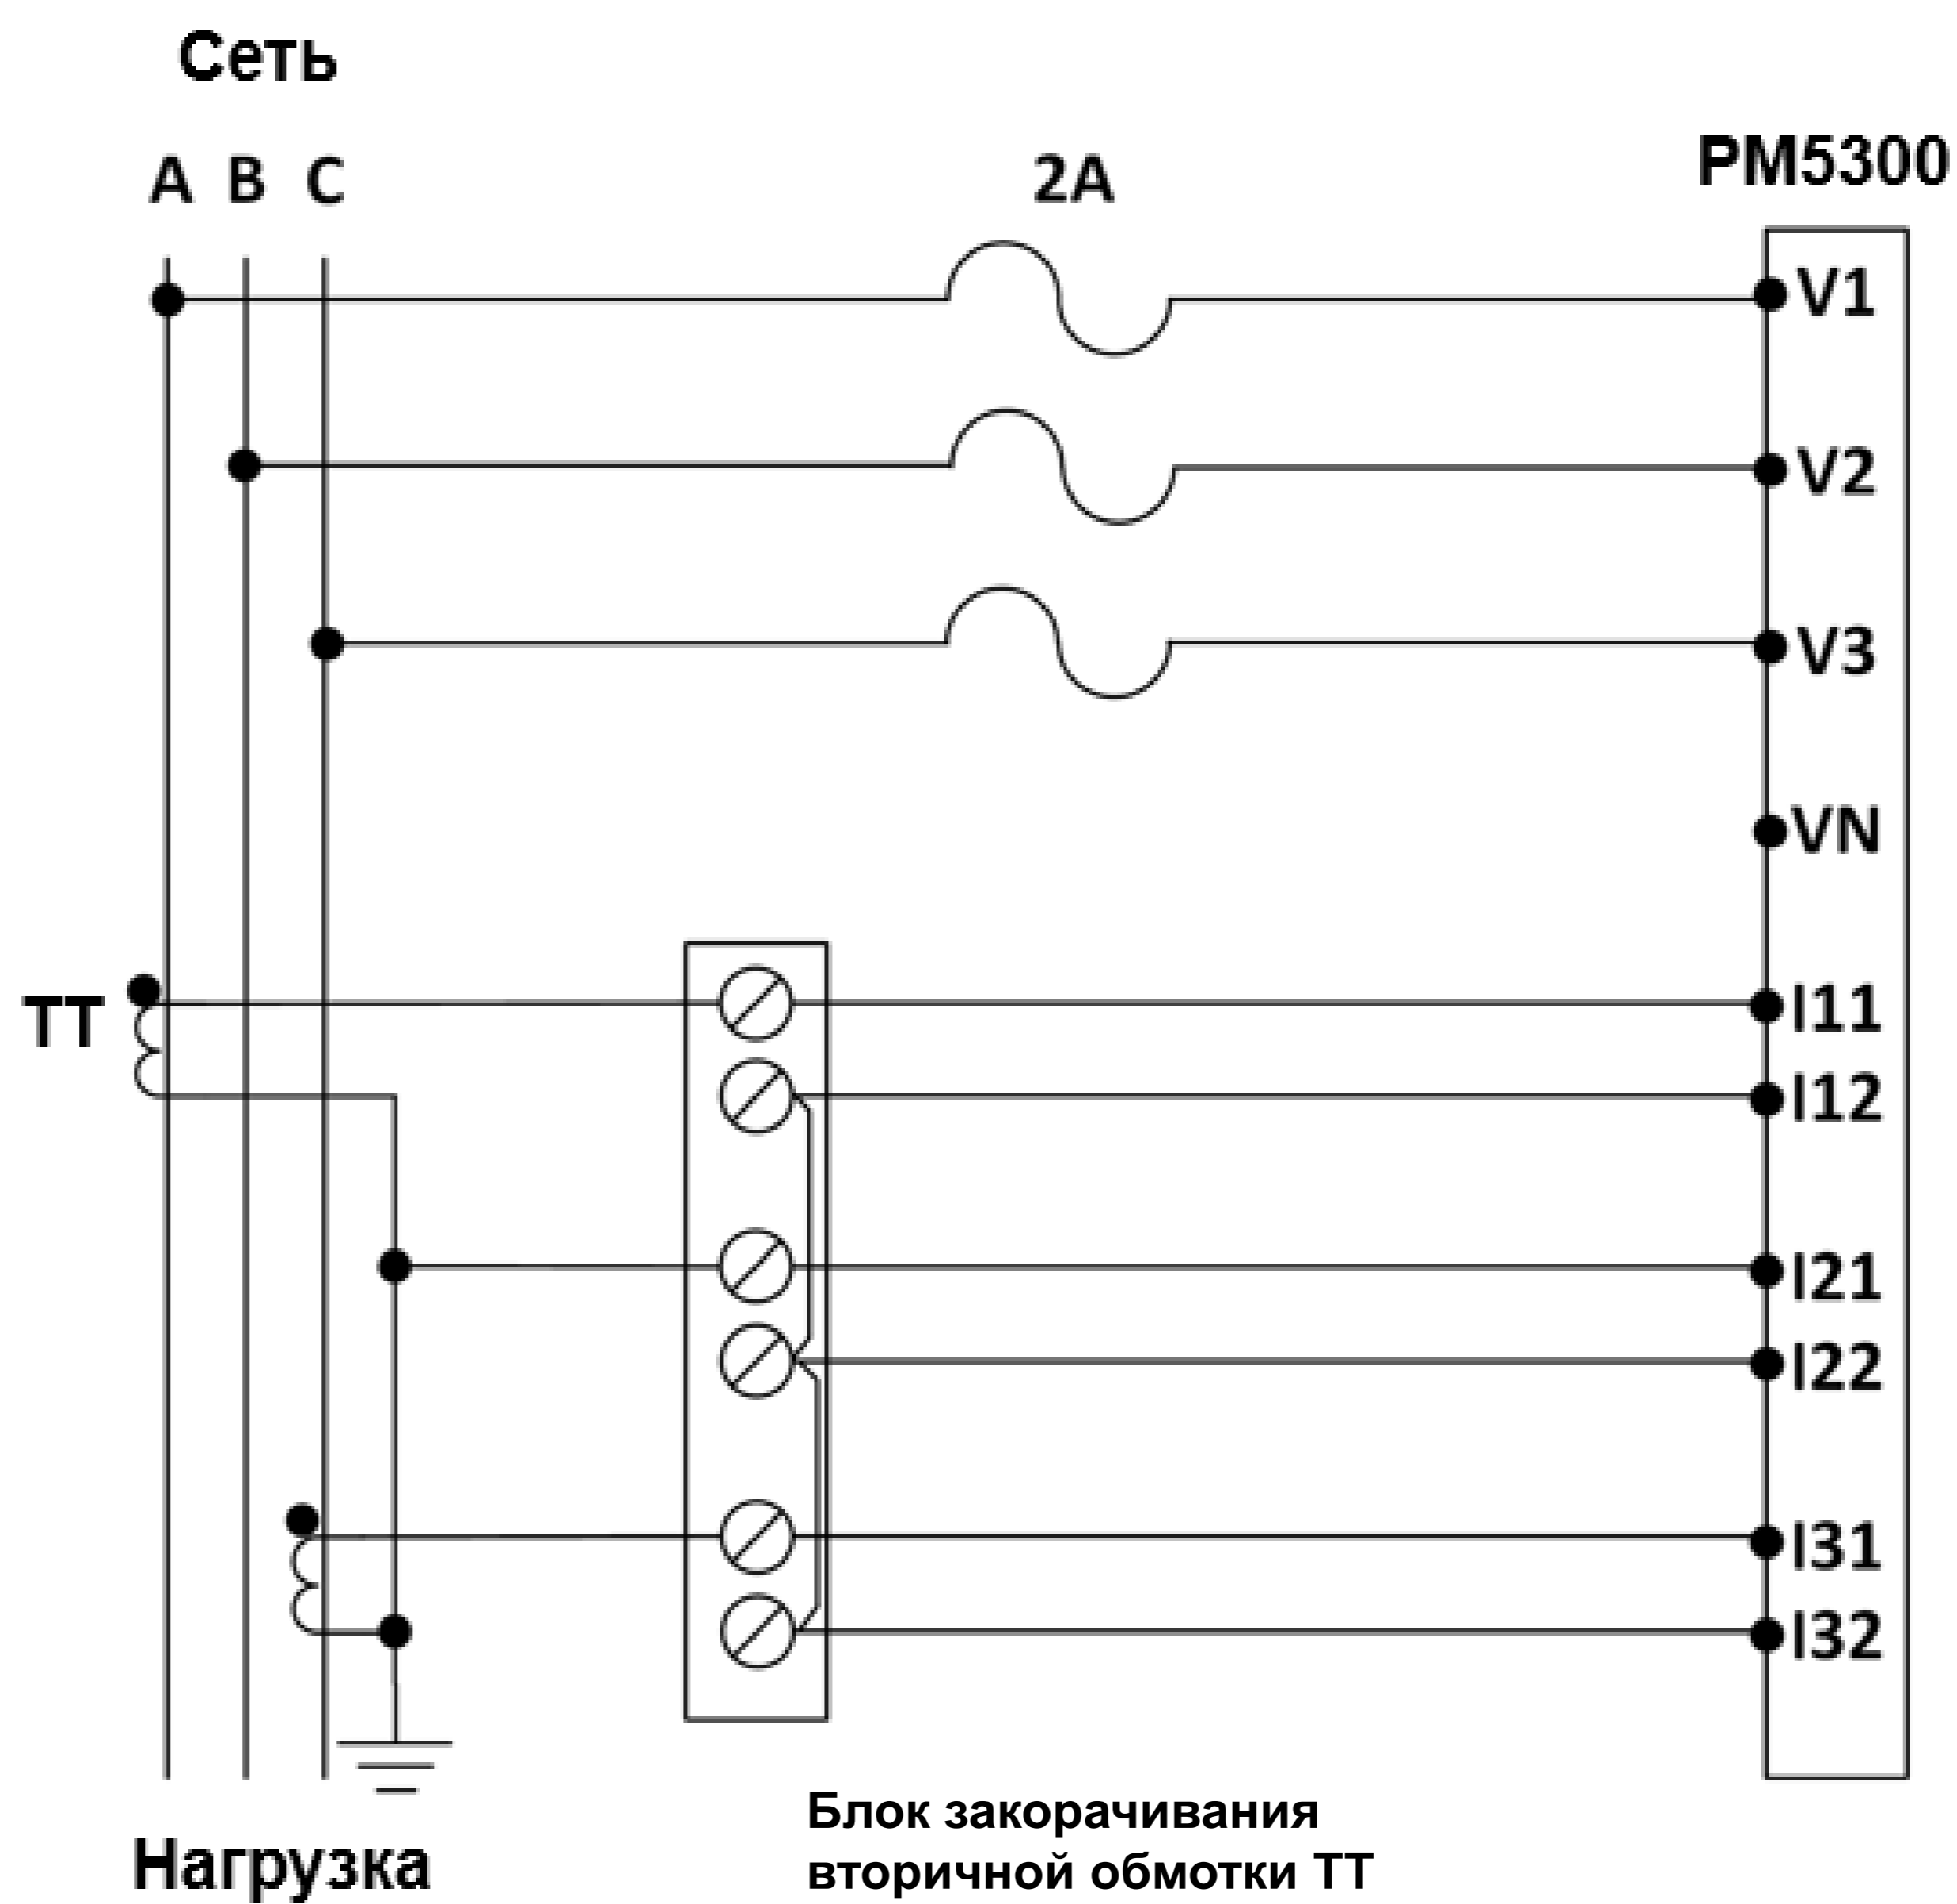 Сеть
A B C
2A
PM5300
V1
V2
V3
VN
ТТ
I11
I12
I21
I22
I31
I32
Блок закорачивания
вторичной обмотки ТТ
Нагрузка